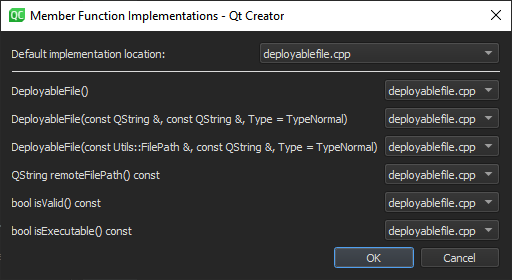 QC Member Function Implementations - Qt Creator
Default implementation location: deployablefile.cpp
DeployableFile() deployablefile.cpp
DeployableFile(const QString &, const QString &, Type = TypeNormal) deployablefile.cpp
DeployableFile(const Utils::FilePath &, const QString &, Type = TypeNormal) deployablefile.cpp
QString remoteFilePath() const deployablefile.cpp
bool isValid() const deployablefile.cpp
bool isExecutable() const deployablefile.cpp
OK Cancel